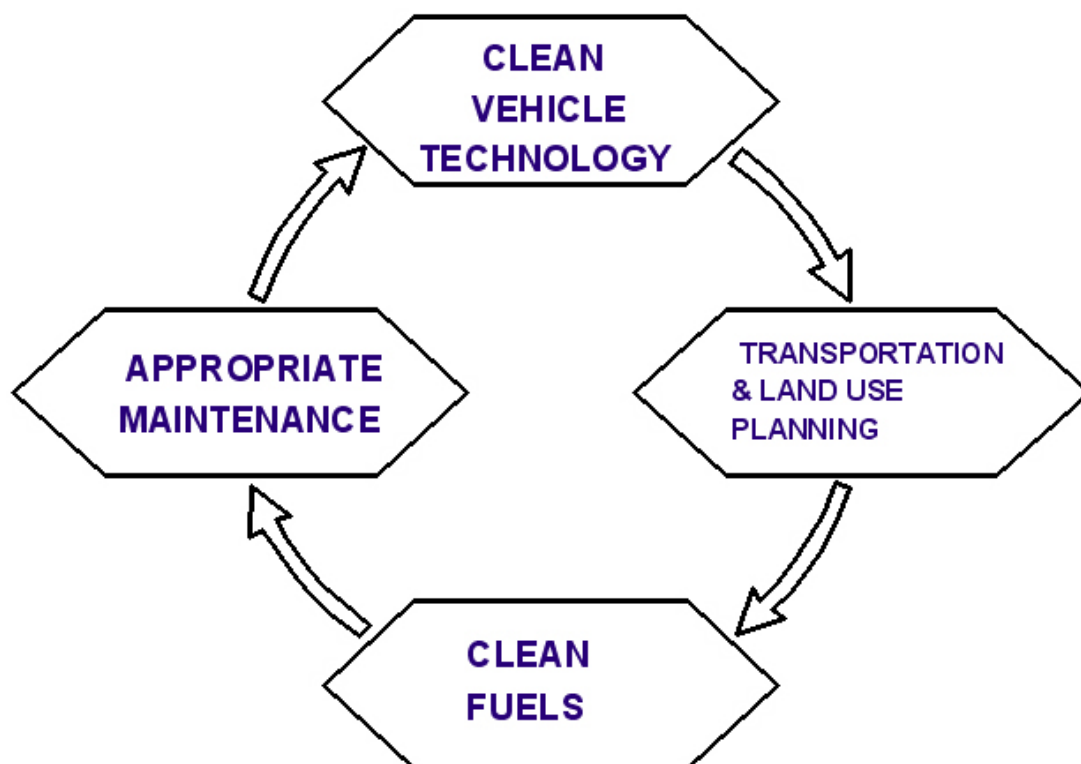 CLEAN
VEHICLE
TECHNOLOGY
TRANSPORTATION
& LAND USE
PLANNING
CLEAN
FUELS
APPROPRIATE
MAINTENANCE